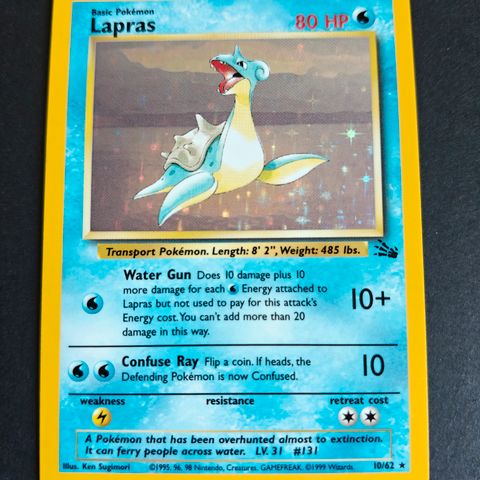 Basic Pokémon
Lapras 80 HP
Transport Pokémon. Length: 8' 2", Weight: 485 lbs.
Water Gun Does 10 damage plus 10
more damage for each Energy attached to
Lapras but not used to pay for this attack's
Energy cost. You can't add more than 20
damage in this way.
10+
Confuse Ray Flip a coin. If heads, the
Defending Pokémon is now Confused.
10
weakness resistance retreat cost
A Pokémon that has been overhunted almost to extinction.
It can ferry people across water. LV. 31 #131
Illus. Ken Sugimori ©1995, 96, 98 Nintendo, Creatures, GAMEFREAK. ©1999 Wizards. 10/62 ★